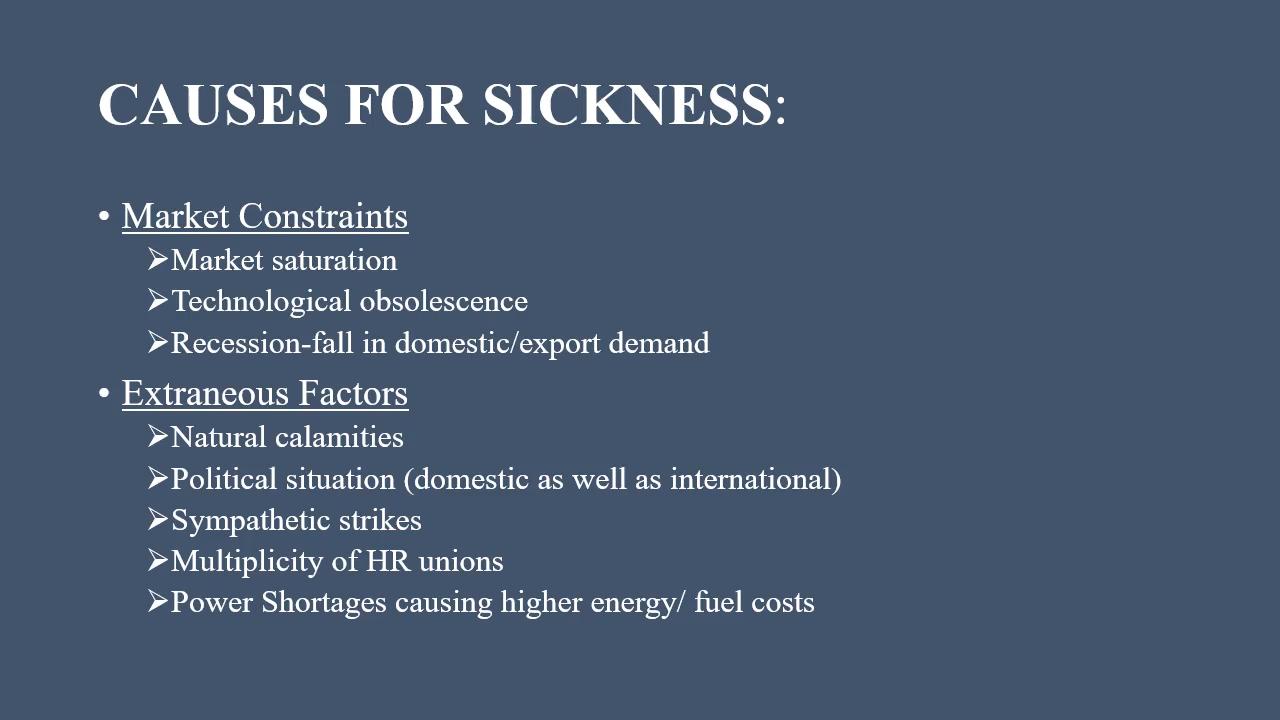 CAUSES FOR SICKNESS:
• Market Constraints
➢Market saturation
➢Technological obsolescence
➢Recession-fall in domestic/export demand
• Extraneous Factors
➢Natural calamities
➢Political situation (domestic as well as international)
➢Sympathetic strikes
➢Multiplicity of HR unions
➢Power Shortages causing higher energy/ fuel costs